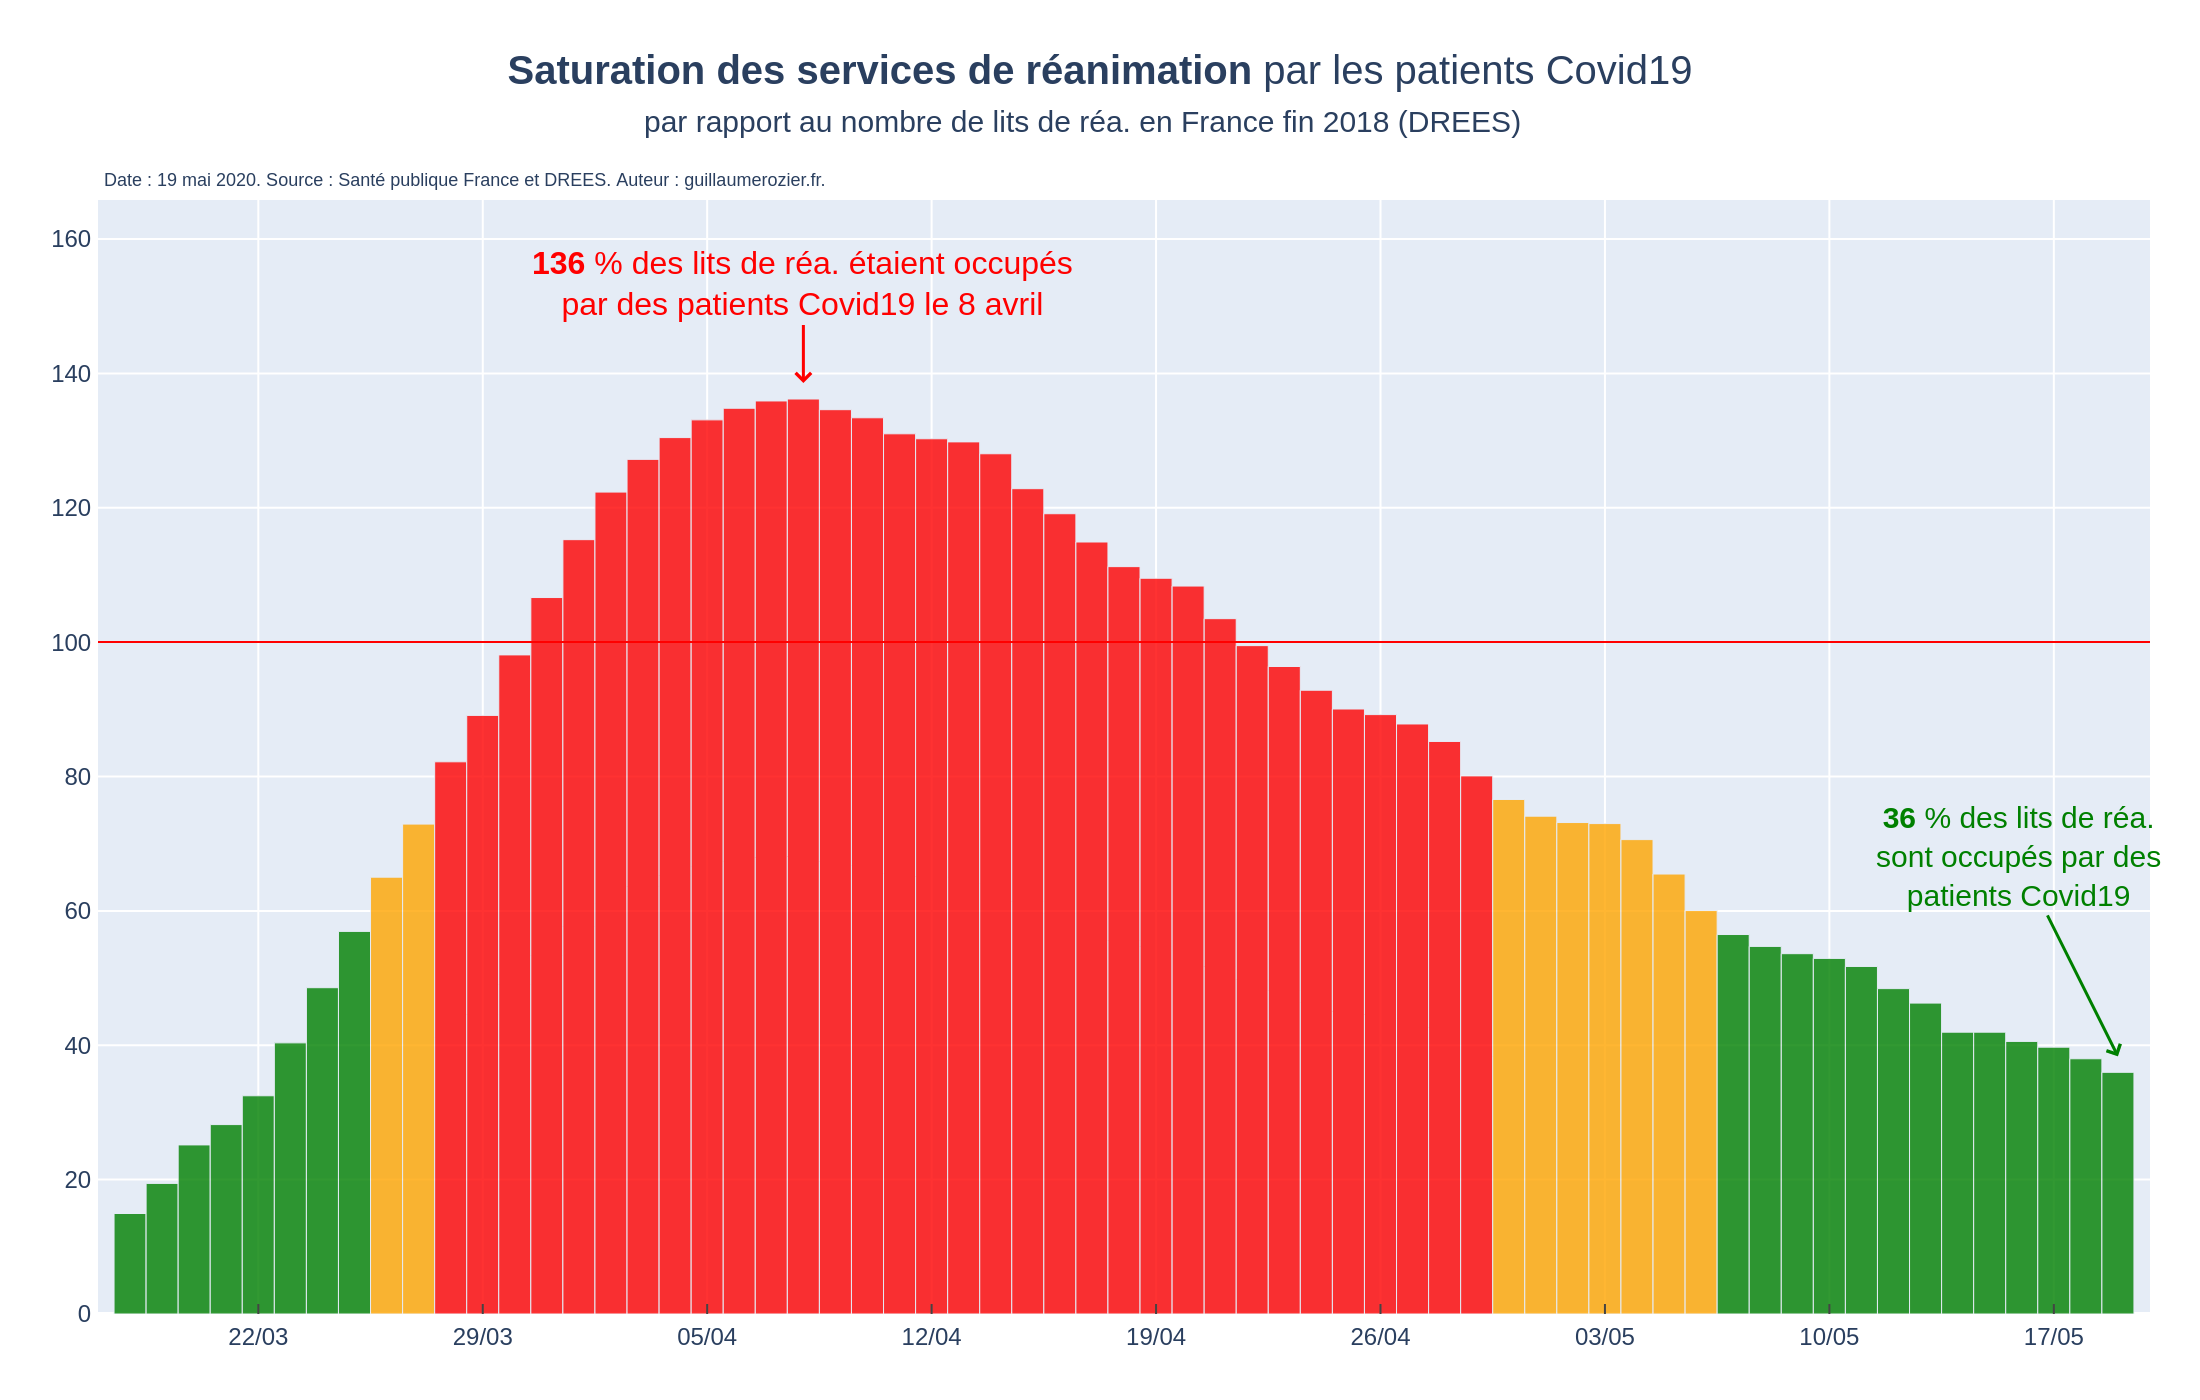 Saturation des services de réanimation par les patients Covid19
par rapport au nombre de lits de réa. en France fin 2018 (DREES)
Date : 19 mai 2020. Source : Santé publique France et DREES. Auteur : guillaumerozier.fr.
160
136 % des lits de réa. étaient occupés
par des patients Covid19 le 8 avril
140
120
100
80
36 % des lits de réa.
sont occupés par des
patients Covid19
60
40
20
0
22/03 29/03 05/04 12/04 19/04 26/04 03/05 10/05 17/05